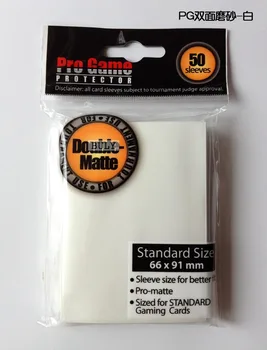 PG双面磨砂-白
Pro Game
PROTECTOR
50
sleeves
Disclaimer: all card sleeves subject to tournament judge approval.
Double-
Matte
Standard Size
66 x 91 mm
• Sleeve size for better fit
• Pro-matte
• Sized for STANDARD
Gaming Cards